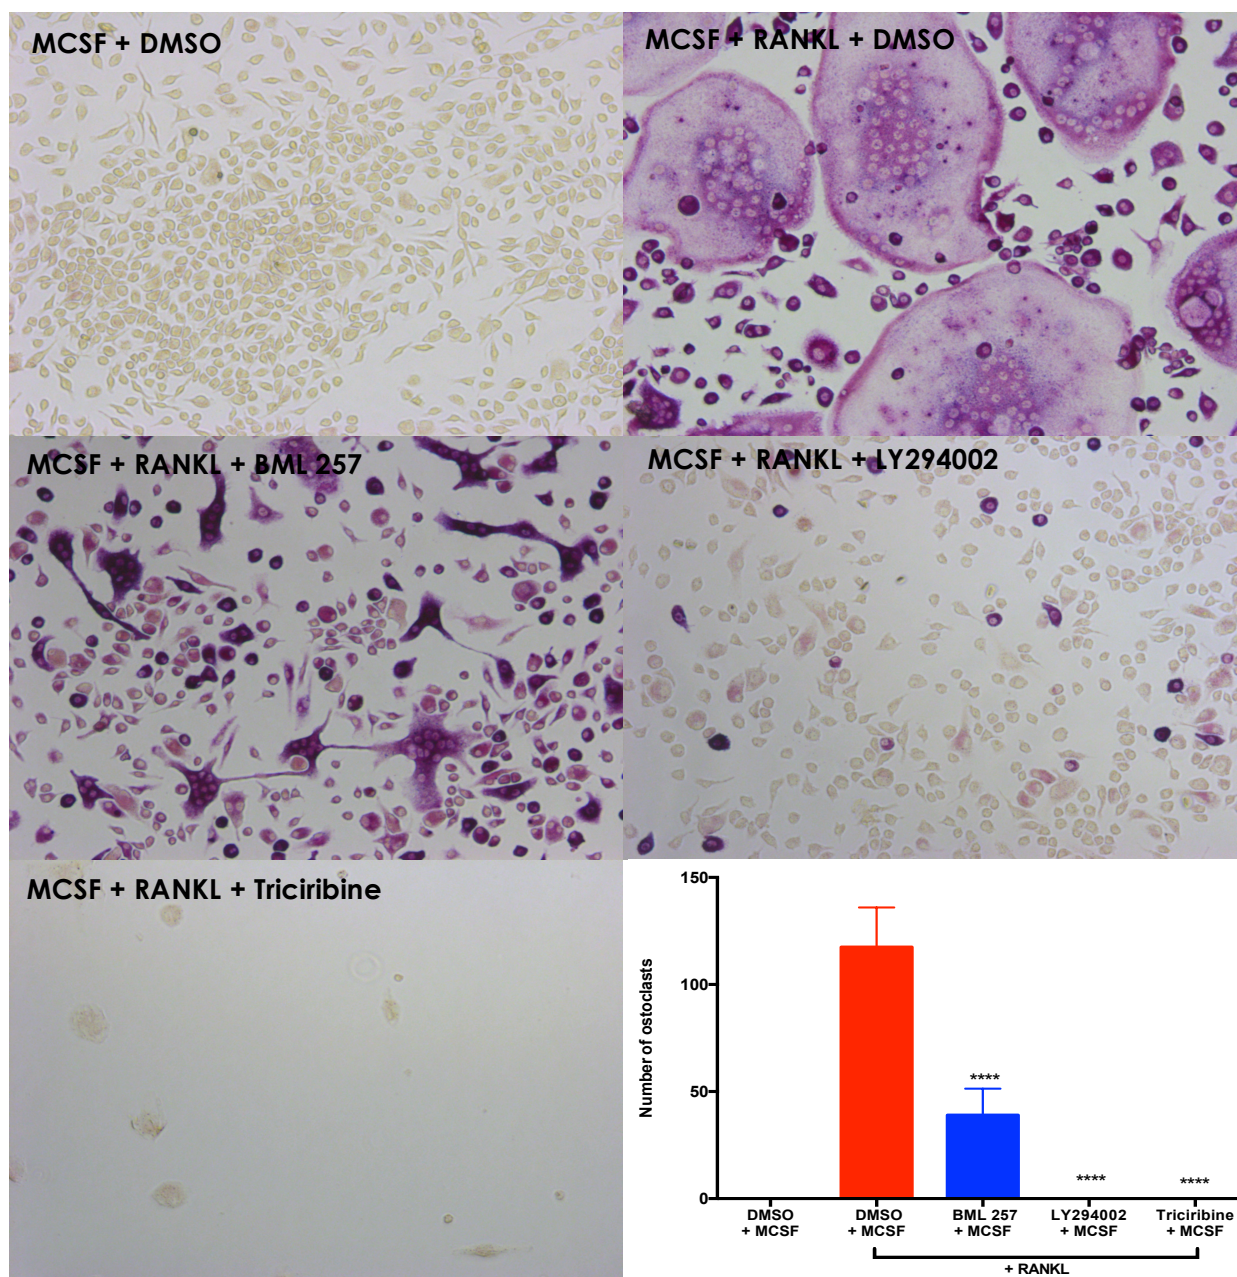 MCSF + DMSO
MCSF + RANKL + DMSO
MCSF + RANKL + BML 257
MCSF + RANKL + LY294002
MCSF + RANKL + Triciribine
150
100
50
0
Number of ostoclasts
****
****
****
DMSO
+ MCSF
DMSO
+ MCSF
BML 257
+ MCSF
LY294002
+ MCSF
Triciribine
+ MCSF
+ RANKL